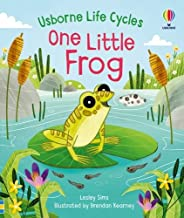 Usborne Life Cycles
One Little
Frog
Lesley Sims
Illustrated by Brendan Kearney